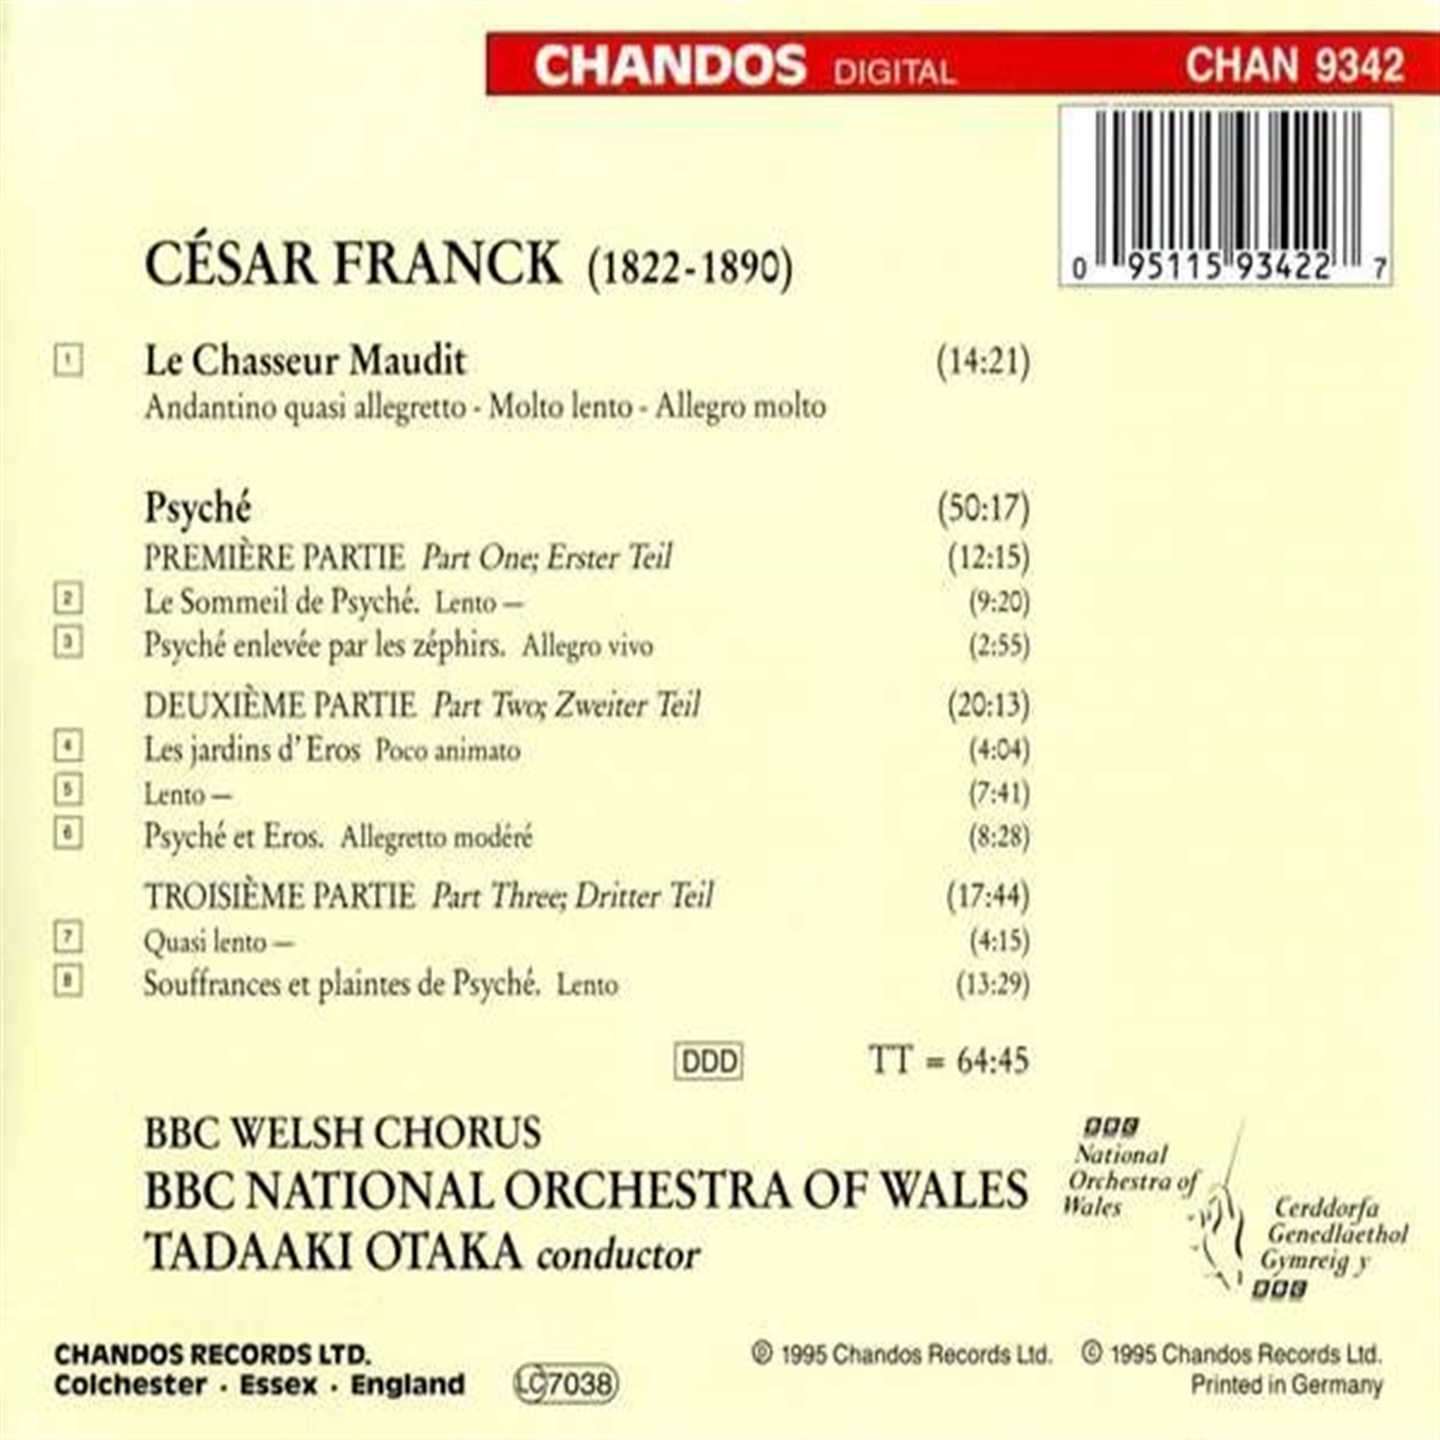 CHANDOS DIGITAL CHAN 9342
0 95115 93422 7
CÉSAR FRANCK (1822-1890)
1 Le Chasseur Maudit (14:21)
Andantino quasi allegretto - Molto lento - Allegro molto
Psyché (50:17)
PREMIÈRE PARTIE Part One; Erster Teil (12:15)
2 Le Sommeil de Psyché. Lento – (9:20)
3 Psyché enlevée par les zéphirs. Allegro vivo (2:55)
DEUXIÈME PARTIE Part Two; Zweiter Teil (20:13)
4 Les jardins d'Eros Poco animato (4:04)
5 Lento – (7:41)
6 Psyché et Eros. Allegretto modéré (8:28)
TROISIÈME PARTIE Part Three; Dritter Teil (17:44)
7 Quasi lento – (4:15)
8 Souffrances et plaintes de Psyché. Lento (13:29)
DDD TT = 64:45
BBC WELSH CHORUS
BBC NATIONAL ORCHESTRA OF WALES
TADAAKI OTAKA conductor
BBC
National
Orchestra of
Wales
Cerddorfa
Genedlaethol
Gymreig y
BBC
CHANDOS RECORDS LTD.
Colchester · Essex · England
LC 7038
℗ 1995 Chandos Records Ltd. © 1995 Chandos Records Ltd.
Printed in Germany